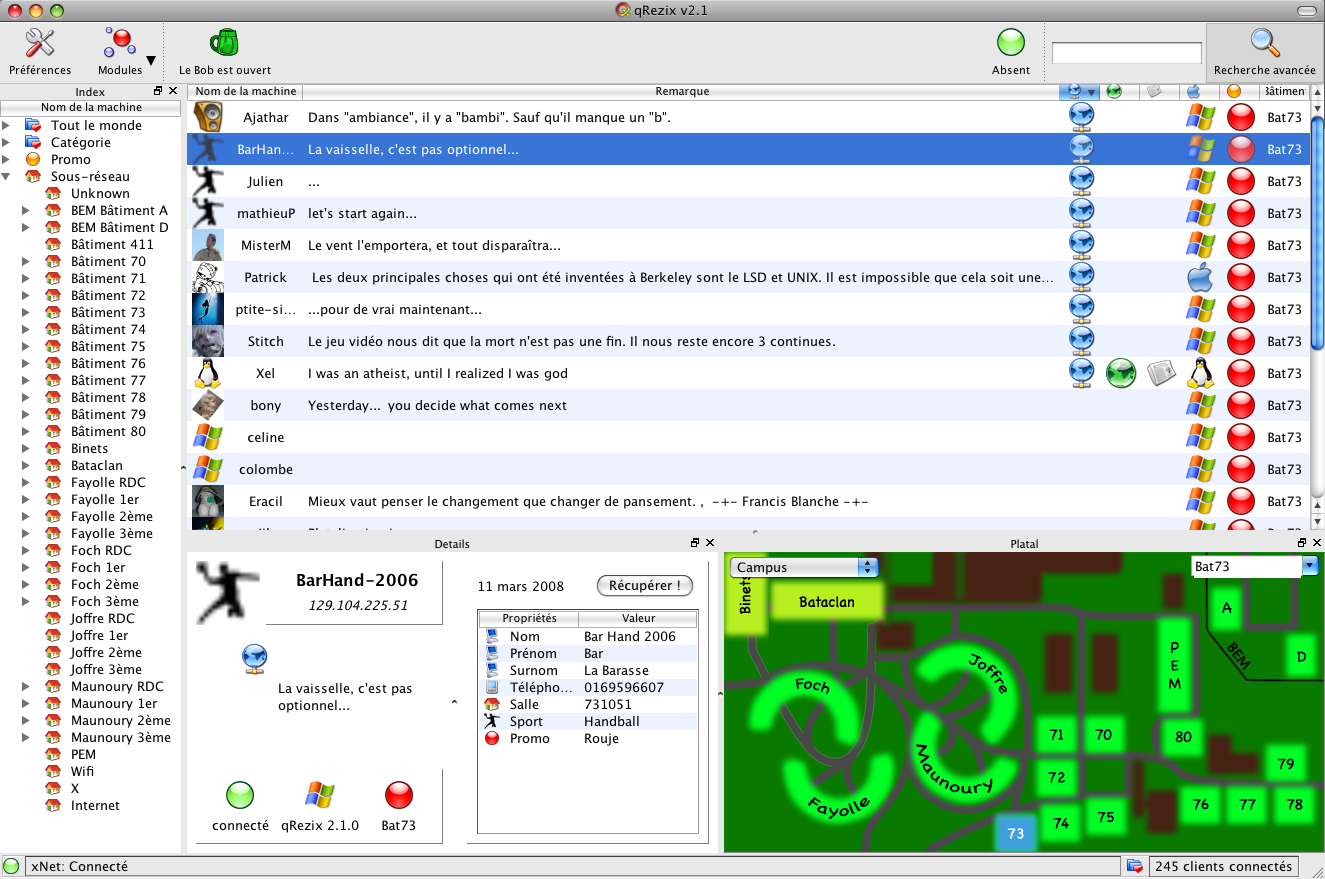 qRezix v2.1
Préférences
Modules
Le Bob est ouvert
Absent
Recherche avancée
Index
Nom de la machine
Tout le monde
Catégorie
Promo
Sous-réseau
Unknown
BEM Bâtiment A
BEM Bâtiment D
Bâtiment 411
Bâtiment 70
Bâtiment 71
Bâtiment 72
Bâtiment 73
Bâtiment 74
Bâtiment 75
Bâtiment 76
Bâtiment 77
Bâtiment 78
Bâtiment 79
Bâtiment 80
Binets
Bataclan
Fayolle RDC
Fayolle 1er
Fayolle 2ème
Fayolle 3ème
Foch RDC
Foch 1er
Foch 2ème
Foch 3ème
Joffre RDC
Joffre 1er
Joffre 2ème
Joffre 3ème
Maunoury RDC
Maunoury 1er
Maunoury 2ème
Maunoury 3ème
PEM
Wifi
X
Internet
Nom de la machine Remarque Bâtimen
Ajathar Dans "ambiance", il y a "bambi". Sauf qu'il manque un "b". Bat73
BarHan... La vaisselle, c'est pas optionnel... Bat73
Julien ... Bat73
mathieuP let's start again... Bat73
MisterM Le vent l'emportera, et tout disparaîtra... Bat73
Patrick Les deux principales choses qui ont été inventées à Berkeley sont le LSD et UNIX. Il est impossible que cela soit une... Bat73
ptite-si... ...pour de vrai maintenant... Bat73
Stitch Le jeu vidéo nous dit que la mort n'est pas une fin. Il nous reste encore 3 continues. Bat73
Xel I was an atheist, until I realized I was god Bat73
bony Yesterday... you decide what comes next Bat73
celine Bat73
colombe Bat73
Eracil Mieux vaut penser le changement que changer de pansement. , -+- Francis Blanche -+- Bat73
Details
BarHand-2006
129.104.225.51
La vaisselle, c'est pas
optionnel...
connecté qRezix 2.1.0 Bat73
11 mars 2008 Récupérer !
Propriétés Valeur
Nom Bar Hand 2006
Prénom Bar
Surnom La Barasse
Télépho... 0169596607
Salle 731051
Sport Handball
Promo Rouje
Platal
Campus
Bat73
Binets
Bataclan
A
BEM
D
PEM
Foch
Joffre
Maunoury
Fayolle
71 70 80
79
72
76 77 78
73 74 75
xNet: Connecté
245 clients connectés